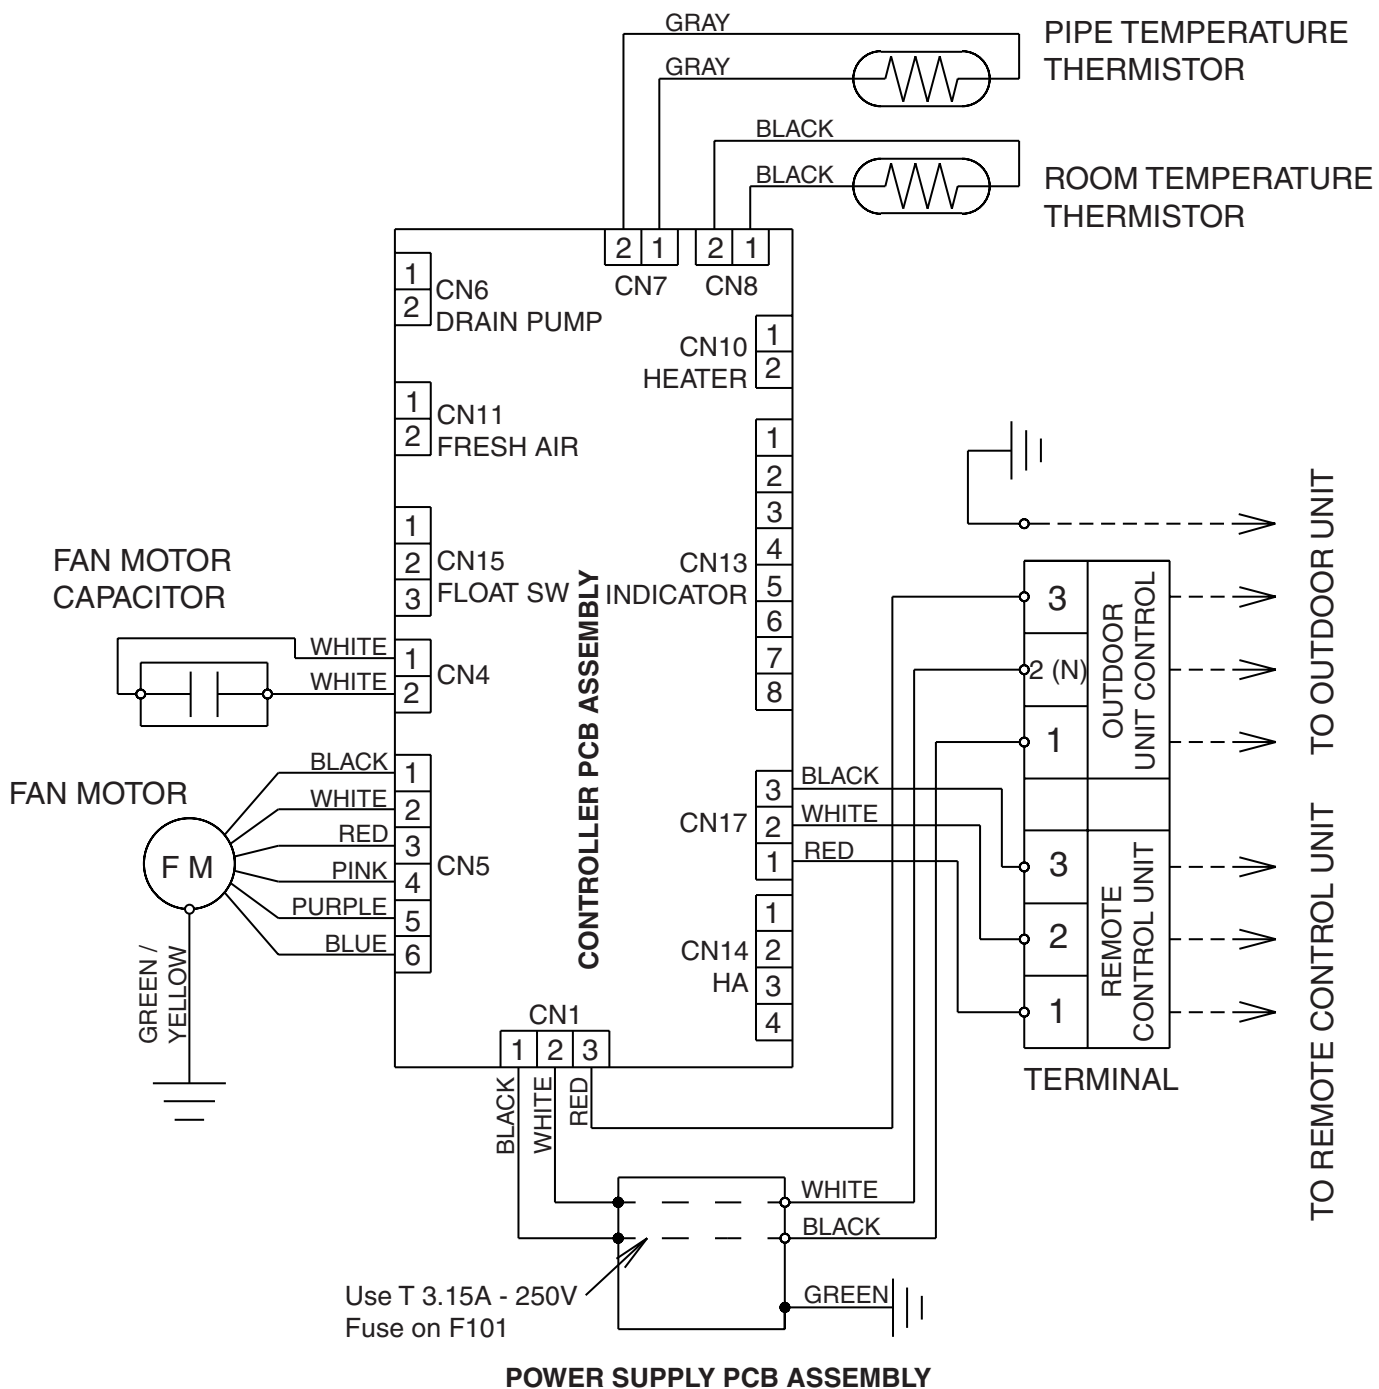 GRAY
PIPE TEMPERATURE
THERMISTOR
GRAY
BLACK
BLACK
ROOM TEMPERATURE
THERMISTOR
2 1
CN7
2 1
CN8
1
2
CN6
DRAIN PUMP
CN10
HEATER
1
2
1
2
CN11
FRESH AIR
1
2
3
CN15
FLOAT SW
CN13
INDICATOR
1
2
3
4
5
6
7
8
CONTROLLER PCB ASSEMBLY
FAN MOTOR
CAPACITOR
WHITE
WHITE
1
2
CN4
FAN MOTOR
F M
BLACK
WHITE
RED
PINK
PURPLE
BLUE
1
2
3
4
5
6
CN5
GREEN /
YELLOW
CN17
3
2
1
BLACK
WHITE
RED
CN14
HA
1
2
3
4
CN1
1 2 3
BLACK
WHITE
RED
3
2 (N)
1
OUTDOOR
UNIT CONTROL
3
2
1
REMOTE
CONTROL UNIT
TERMINAL
TO OUTDOOR UNIT
TO REMOTE CONTROL UNIT
WHITE
BLACK
GREEN
Use T 3.15A - 250V
Fuse on F101
POWER SUPPLY PCB ASSEMBLY